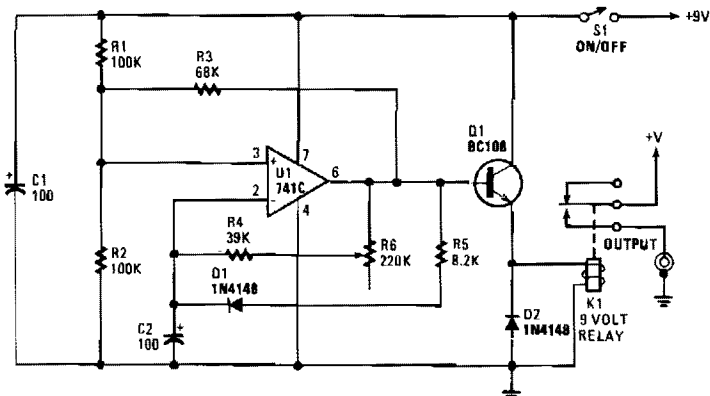 +9V
S1
ON/OFF
R1
100K
R3
68K
Q1
BC108
+V
3
+
7
U1
741C
6
2
-
4
+
C1
100
R4
39K
R2
100K
R6
220K
R5
8.2K
OUTPUT
D1
1N4148
C2
100
+
D2
1N4148
K1
9 VOLT
RELAY